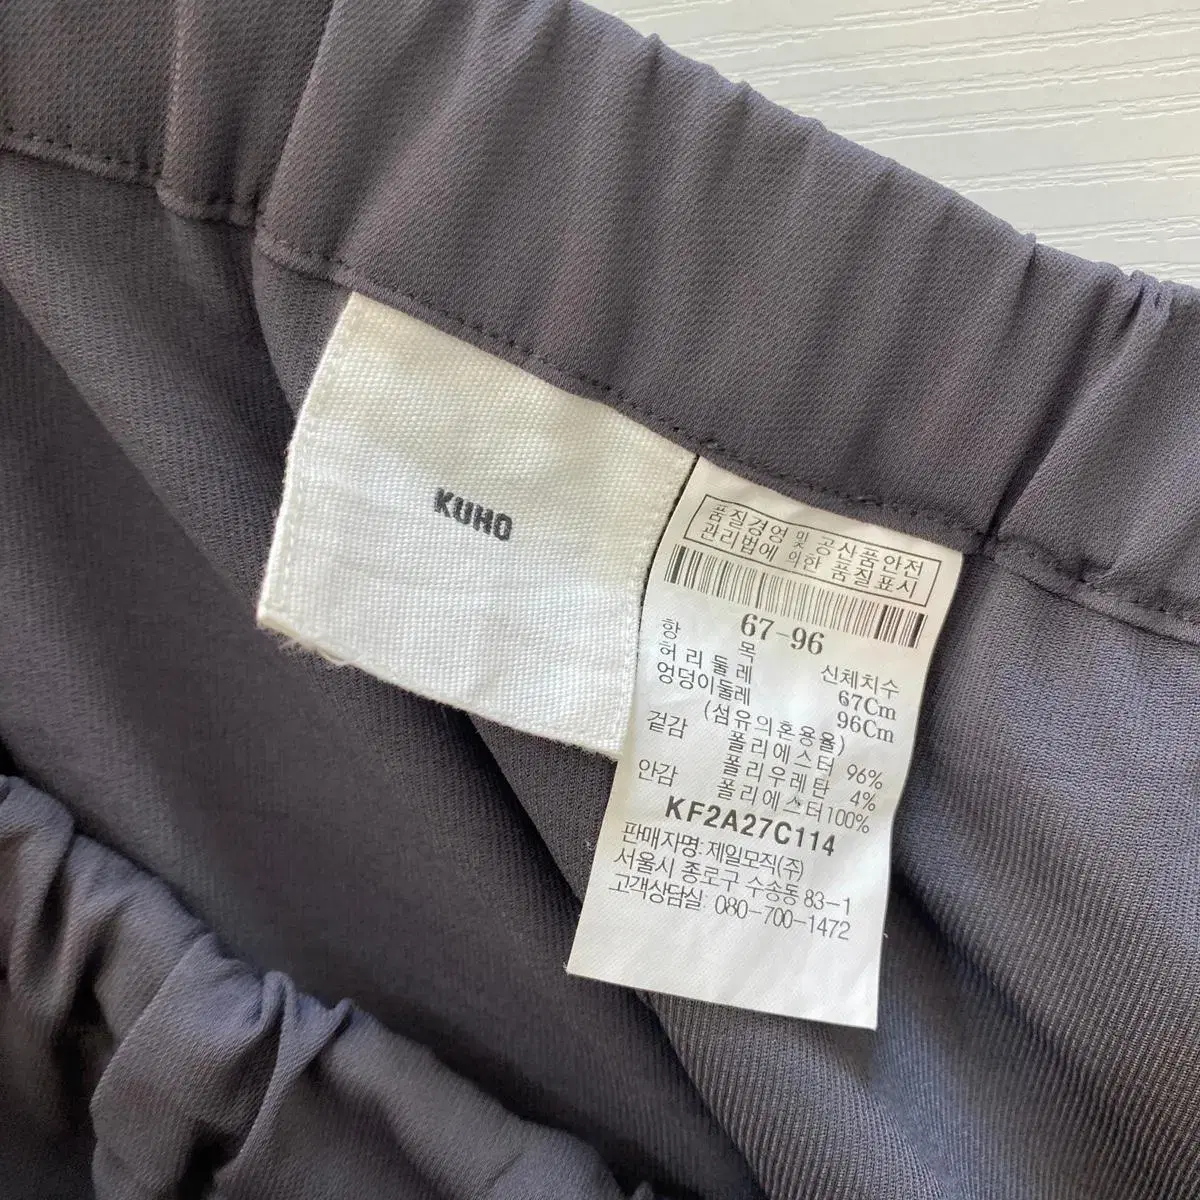 KUHO
품질경영 및 공산품안전
관리법에 의한 품질표시
67-96
항 목 신체치수
허리둘레 67Cm
엉덩이둘레 96Cm
(섬유의혼용율)
겉감 폴리에스터 96%
폴리우레탄 4%
안감 폴리에스터100%
KF2A27C114
판매자명: 제일모직(주)
서울시 종로구 수송동 83-1
고객상담실 080-700-1472